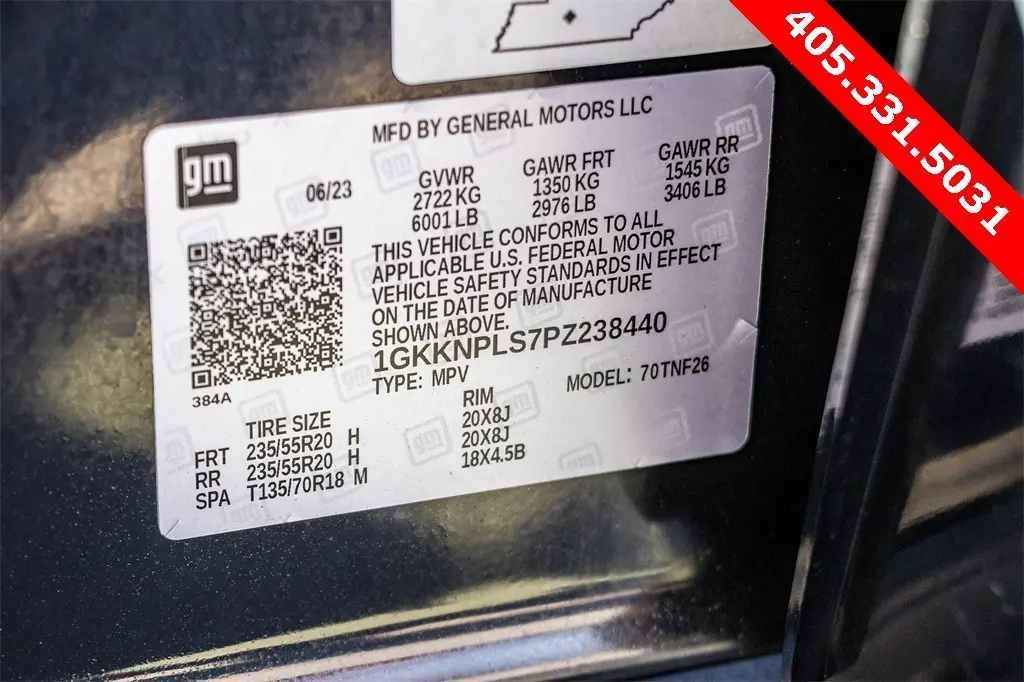 405.331.5031
MFD BY GENERAL MOTORS LLC
gm
06/23
GVWR
2722 KG
6001 LB
GAWR FRT
1350 KG
2976 LB
GAWR RR
1545 KG
3406 LB
THIS VEHICLE CONFORMS TO ALL
APPLICABLE U.S. FEDERAL MOTOR
VEHICLE SAFETY STANDARDS IN EFFECT
ON THE DATE OF MANUFACTURE
SHOWN ABOVE.
1GKKNPLS7PZ238440
TYPE: MPV
MODEL: 70TNF26
384A
TIRE SIZE
RIM
FRT 235/55R20 H 20X8J
RR 235/55R20 H 20X8J
SPA T135/70R18 M 18X4.5B